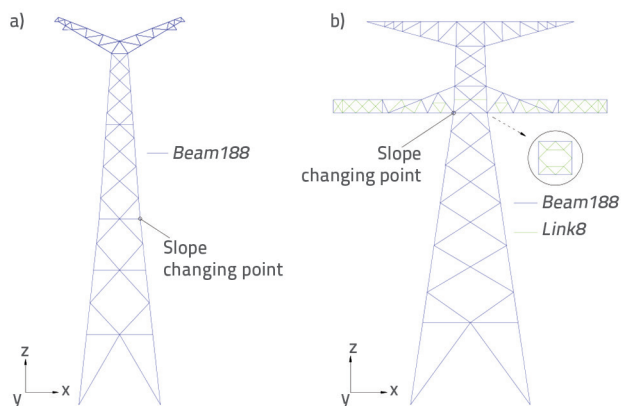 a)
Beam188
Slope
changing point
z
y
x
b)
Slope
changing point
Beam188
Link8
z
y
x